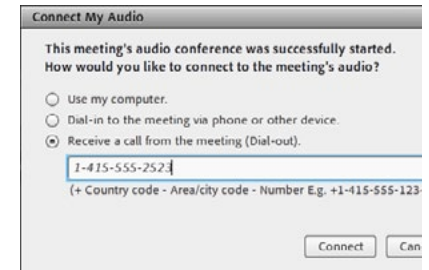 Connect My Audio
This meeting's audio conference was successfully started.
How would you like to connect to the meeting's audio?
Use my computer.
Dial-in to the meeting via phone or other device.
Receive a call from the meeting (Dial-out).
1-415-555-2523
(+ Country code - Area/city code - Number E.g. +1-415-555-123
Connect